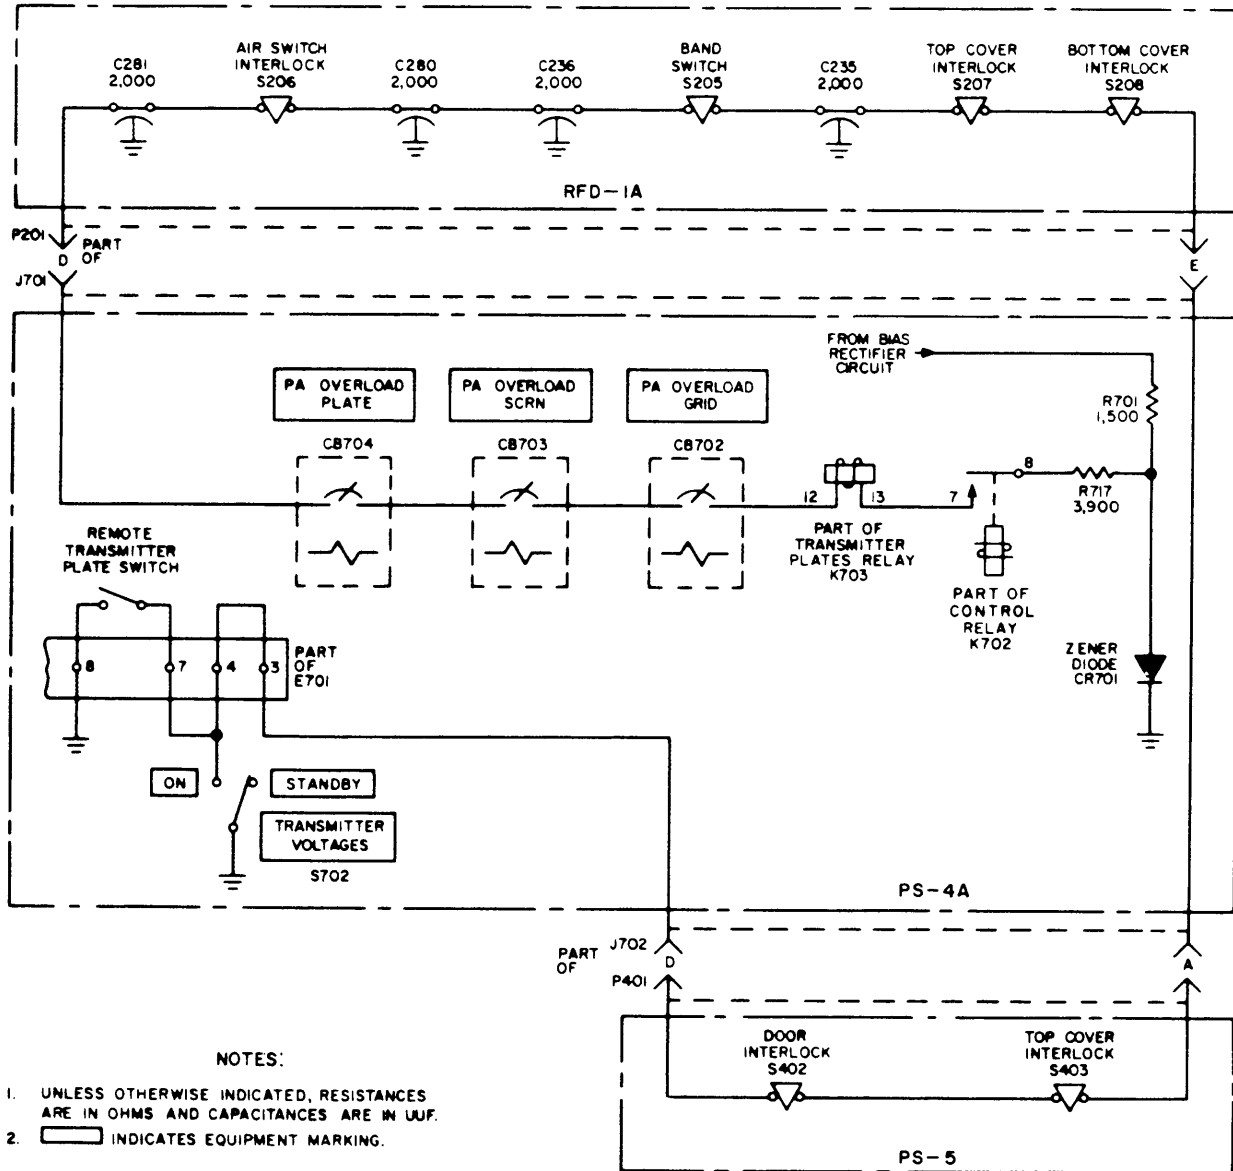 C281
2,000
AIR SWITCH
INTERLOCK
S206
C280
2,000
C236
2,000
BAND
SWITCH
S205
C235
2,000
TOP COVER
INTERLOCK
S207
BOTTOM COVER
INTERLOCK
S208
RFD-1A
P201
PART
OF
D
J701
E
FROM BIAS
RECTIFIER
CIRCUIT
R701
1,500
PA OVERLOAD
PLATE
PA OVERLOAD
SCRN
PA OVERLOAD
GRID
CB704
CB703
CB702
12
13
7
8
R717
3,900
PART OF
TRANSMITTER
PLATES RELAY
K703
PART OF
CONTROL
RELAY
K702
ZENER
DIODE
CR701
REMOTE
TRANSMITTER
PLATE SWITCH
8
7
4
3
PART
OF
E701
ON
STANDBY
TRANSMITTER
VOLTAGES
S702
PS-4A
PART
OF
J702
D
P401
A
DOOR
INTERLOCK
S402
TOP COVER
INTERLOCK
S403
PS-5
NOTES:
1. UNLESS OTHERWISE INDICATED, RESISTANCES
ARE IN OHMS AND CAPACITANCES ARE IN UUF.
2. INDICATES EQUIPMENT MARKING.